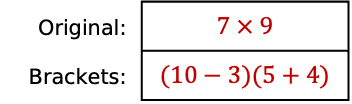 Original: 7 × 9
Brackets: (10 − 3)(5 + 4)